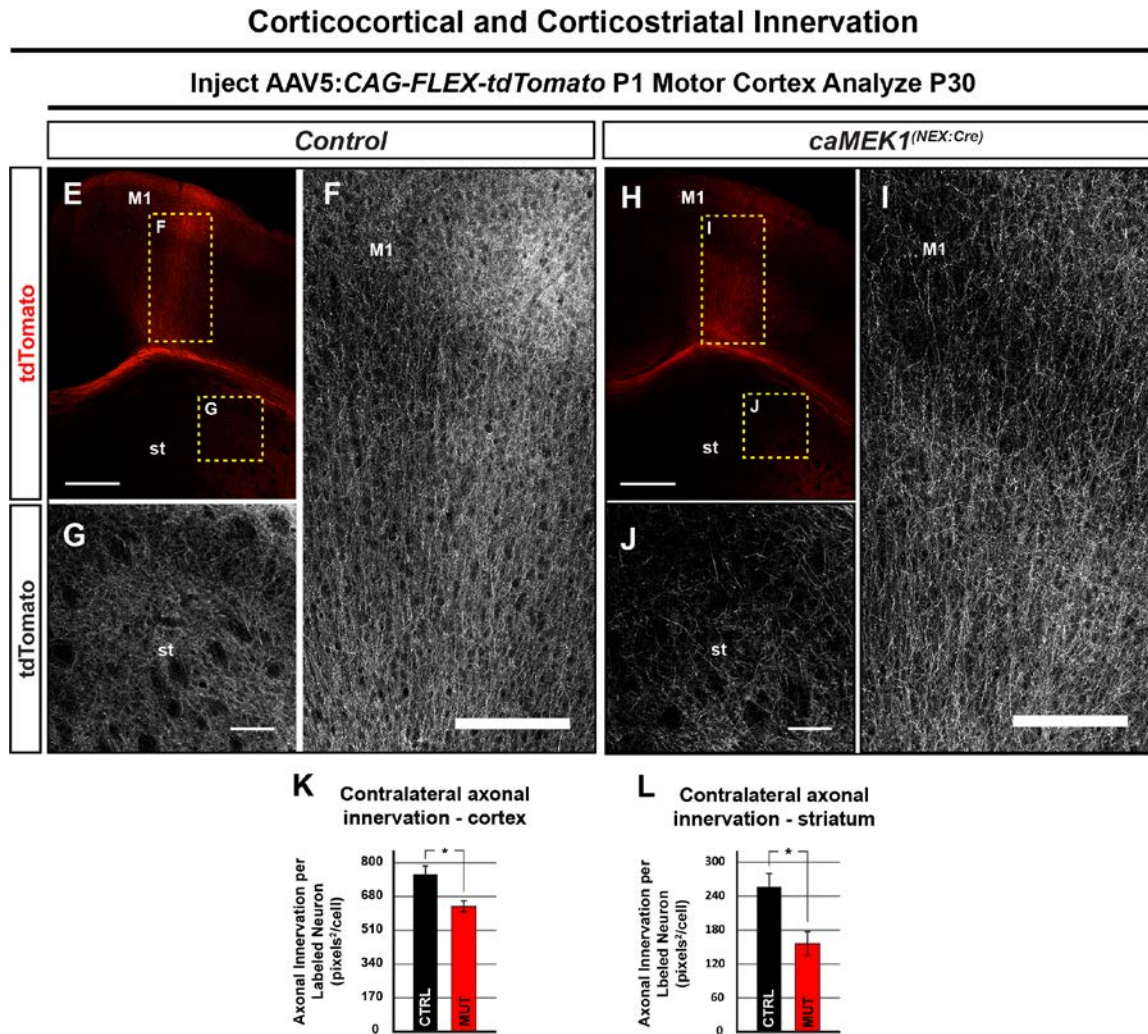 Corticocortical and Corticostriatal Innervation
Inject AAV5:CAG-FLEX-tdTomato P1 Motor Cortex Analyze P30
Control
caMEK1(NEX:Cre)
tdTomato
E
M1
F
G
st
F
M1
H
M1
I
J
st
I
M1
tdTomato
G
st
J
st
K
Contralateral axonal
innervation - cortex
Axonal Innervation per
Labeled Neuron
(pixels²/cell)
800
680
510
340
170
0
*
CTRL
MUT
L
Contralateral axonal
innervation - striatum
Axonal Innervation per
Lbeled Neuron
(pixels²/cell)
300
240
180
120
60
0
*
CTRL
MUT